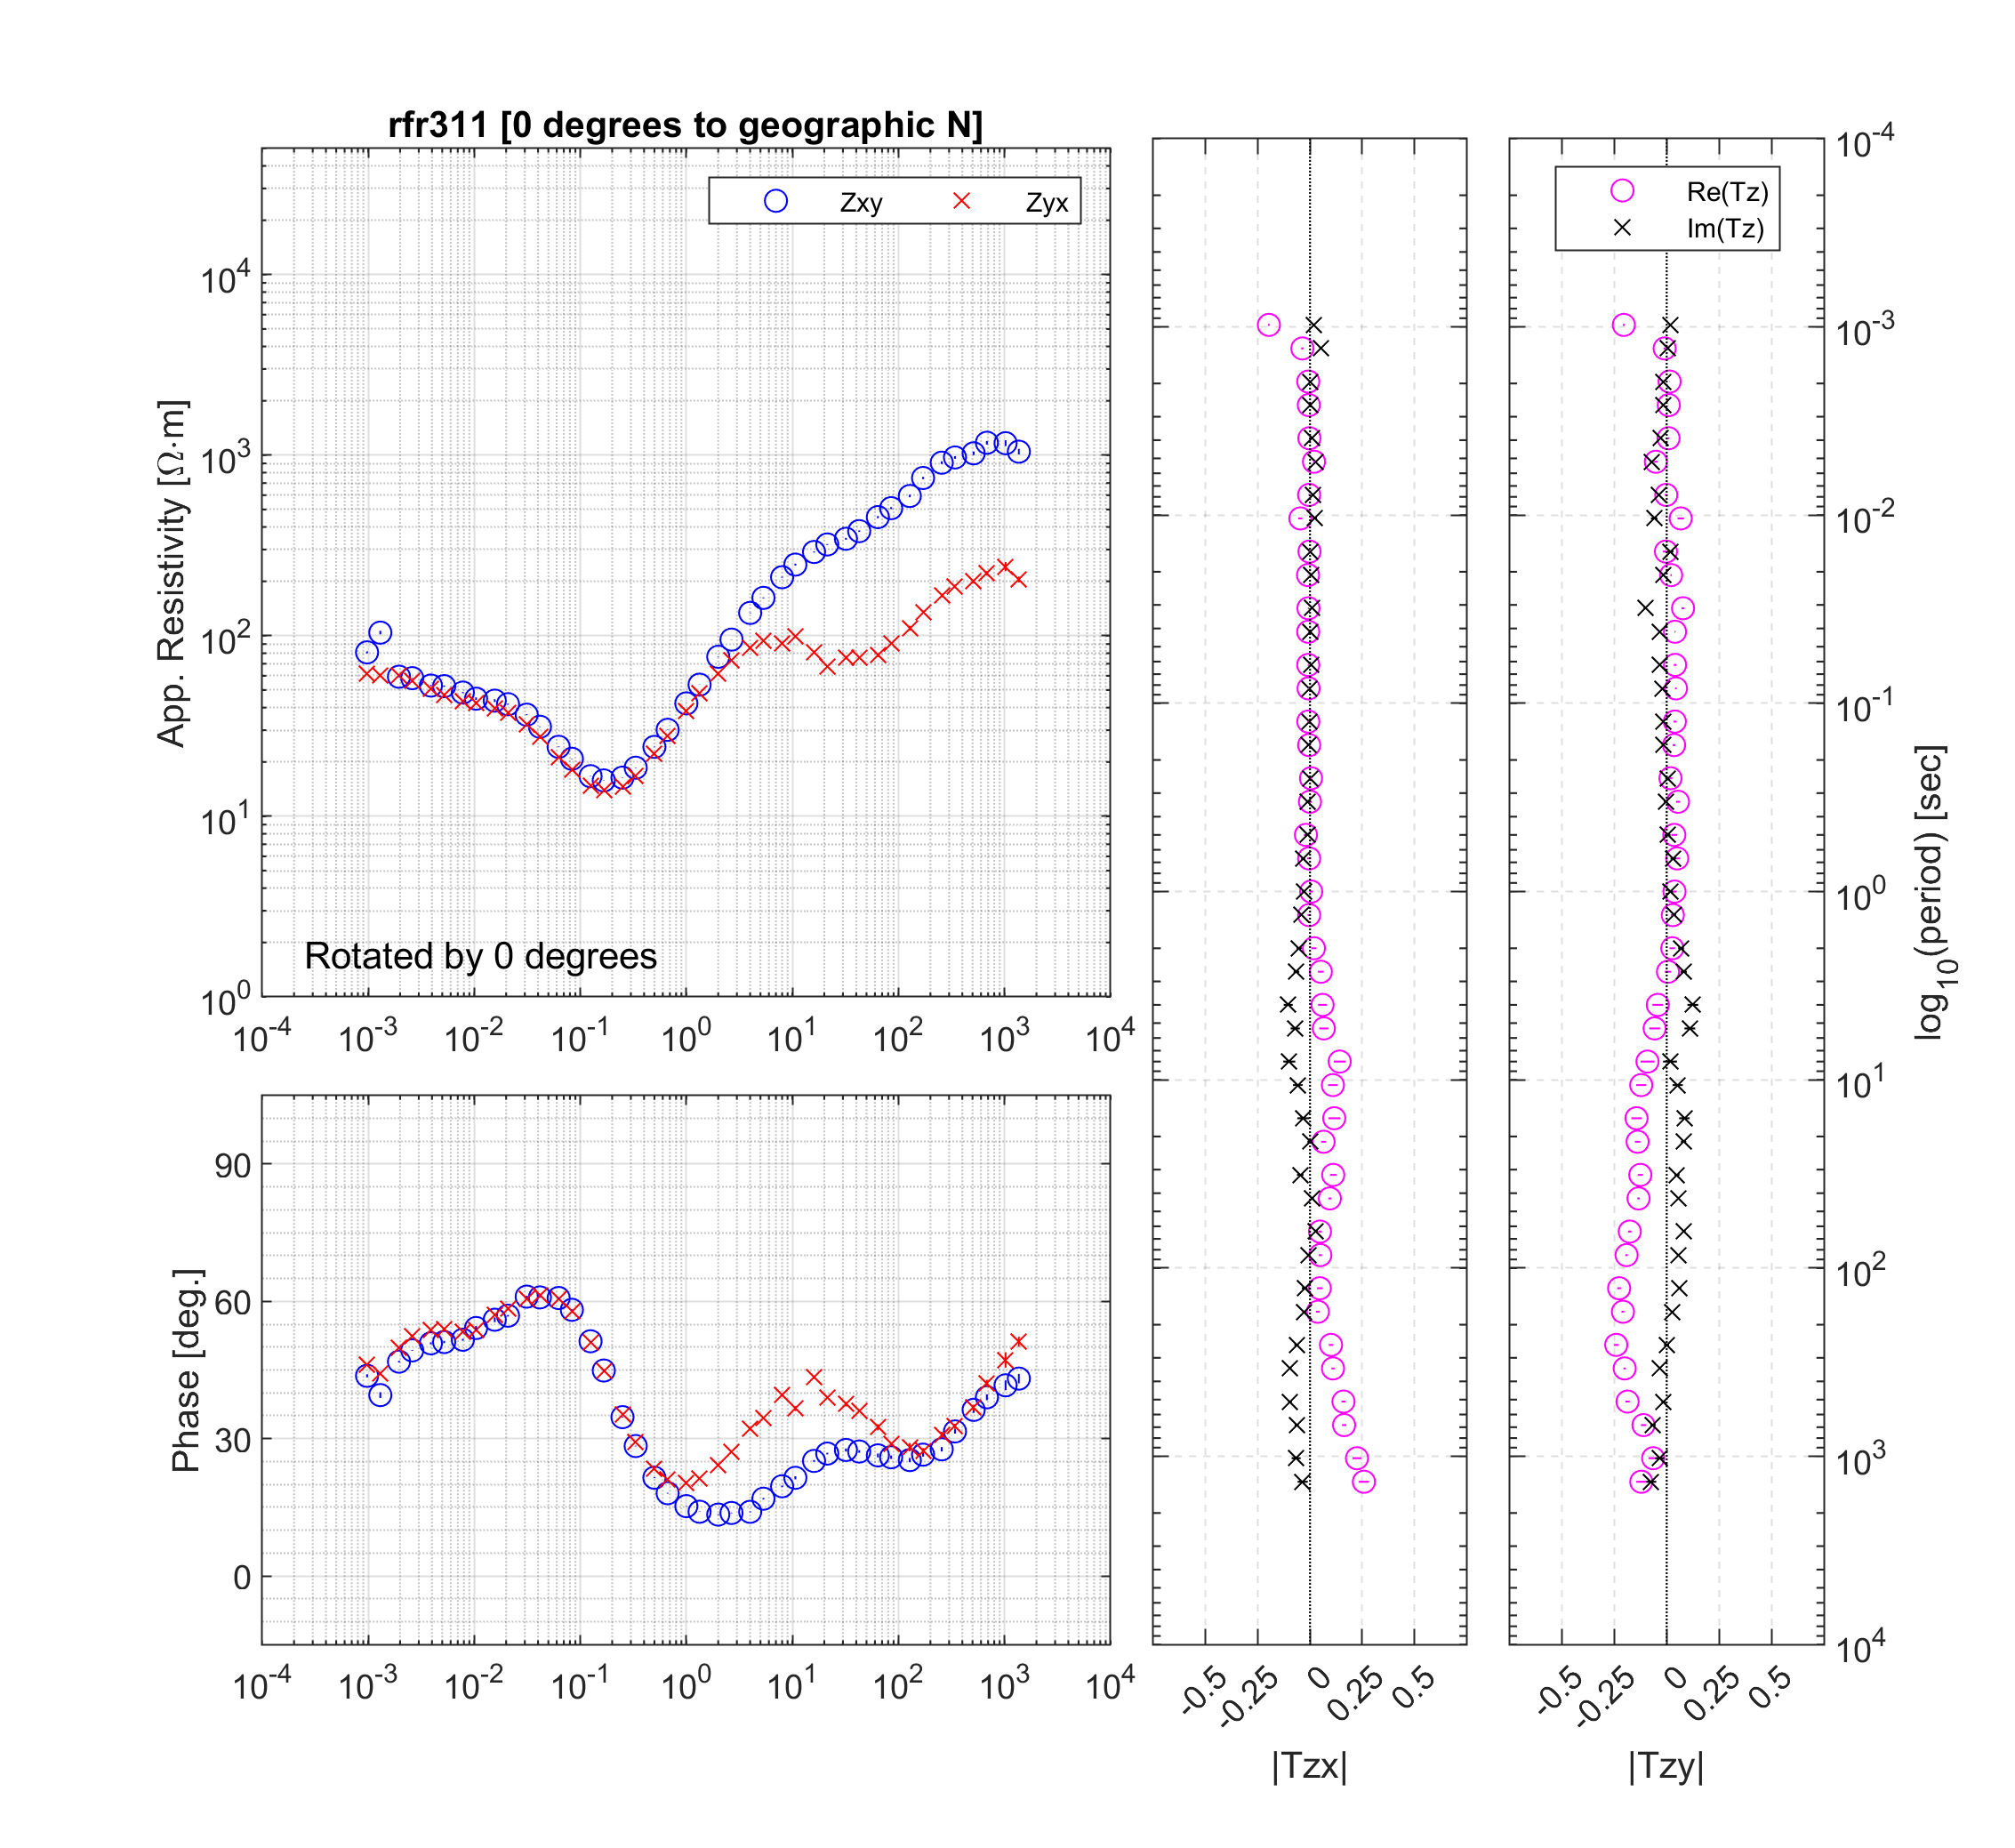 rfr311 [0 degrees to geographic N]
Zxy Zyx
App. Resistivity [Ω·m]
10^4
10^3
10^2
10^1
10^0
Rotated by 0 degrees
10^-4 10^-3 10^-2 10^-1 10^0 10^1 10^2 10^3 10^4
Phase [deg.]
90
60
30
0
10^-4 10^-3 10^-2 10^-1 10^0 10^1 10^2 10^3 10^4
-0.5 -0.25 0 0.25 0.5
|Tzx|
Re(Tz)
Im(Tz)
-0.5 -0.25 0 0.25 0.5
|Tzy|
10^-4
10^-3
10^-2
10^-1
10^0
10^1
10^2
10^3
10^4
log_10(period) [sec]